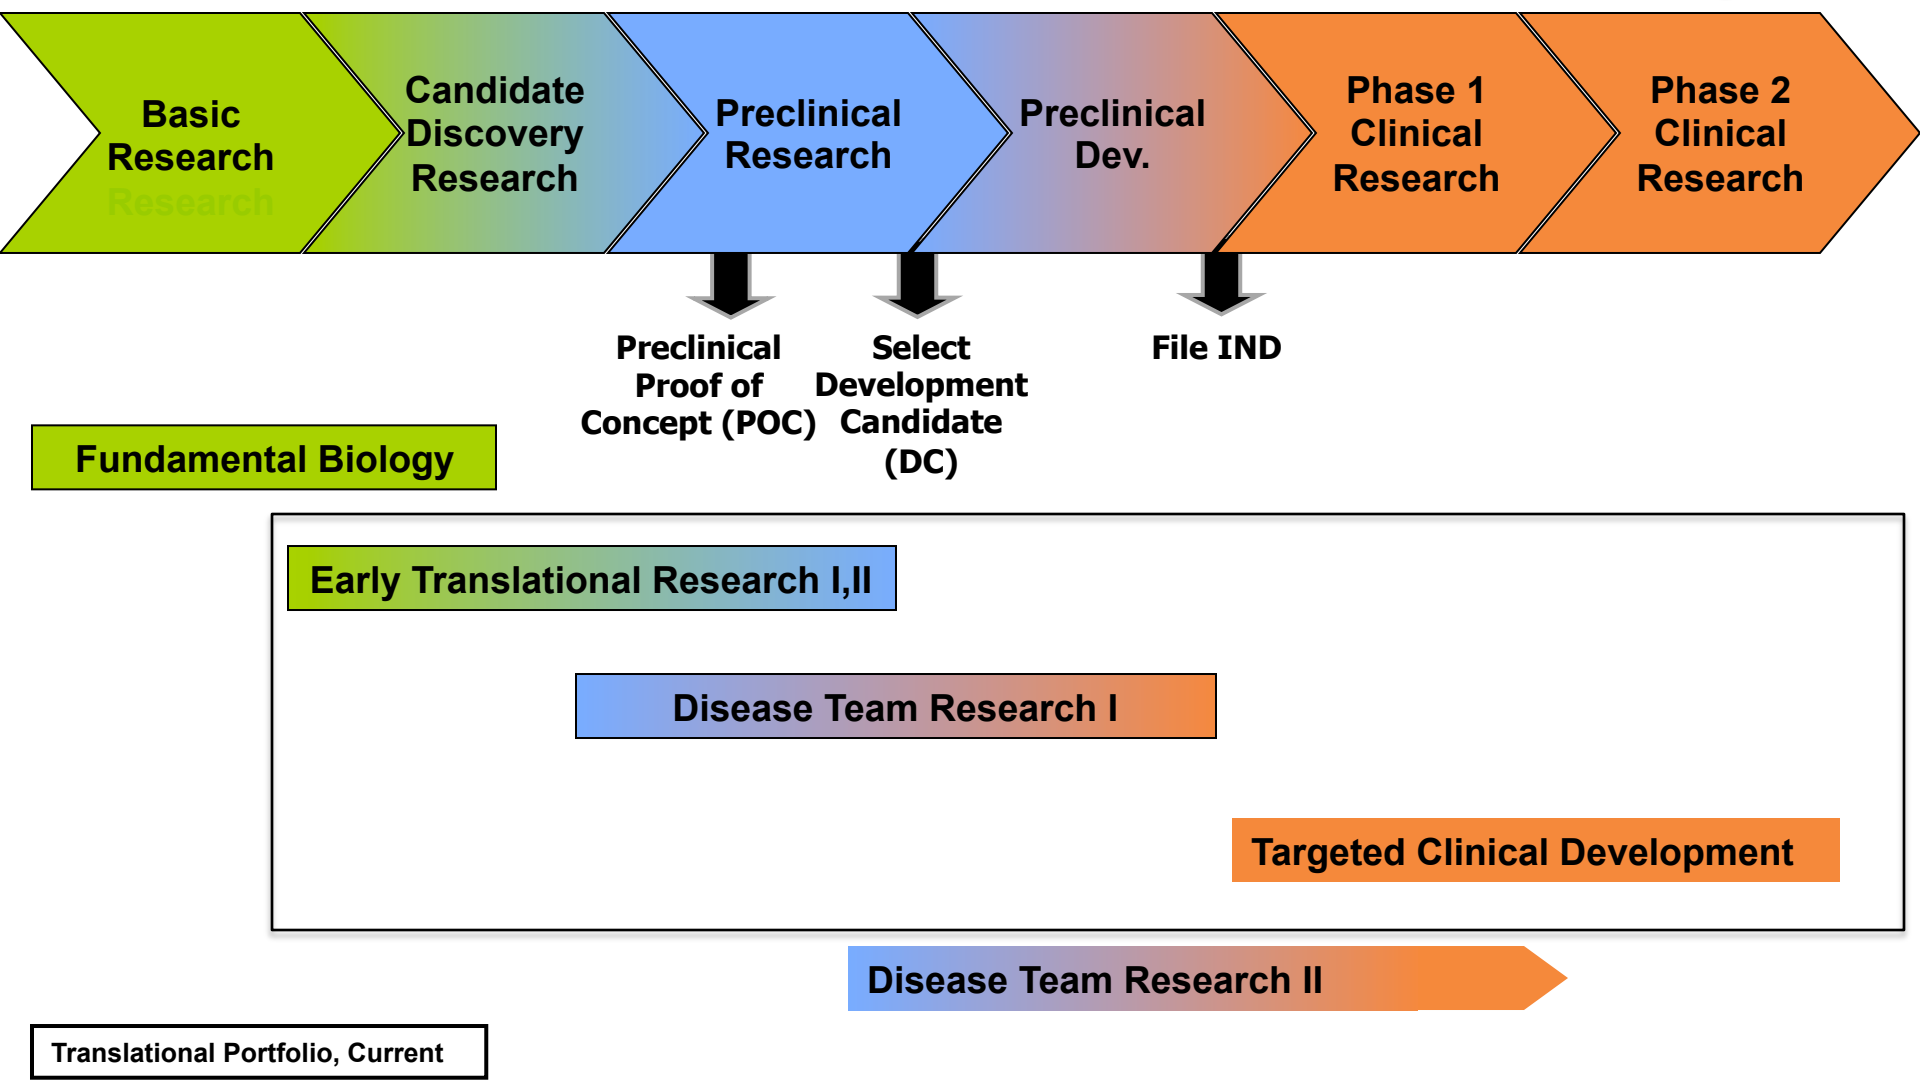 Basic
Research
Research
Candidate
Discovery
Research
Preclinical
Research
Preclinical
Dev.
Phase 1
Clinical
Research
Phase 2
Clinical
Research
Preclinical
Proof of
Concept (POC)
Select
Development
Candidate
(DC)
File IND
Fundamental Biology
Early Translational Research I,II
Disease Team Research I
Targeted Clinical Development
Disease Team Research II
Translational Portfolio, Current